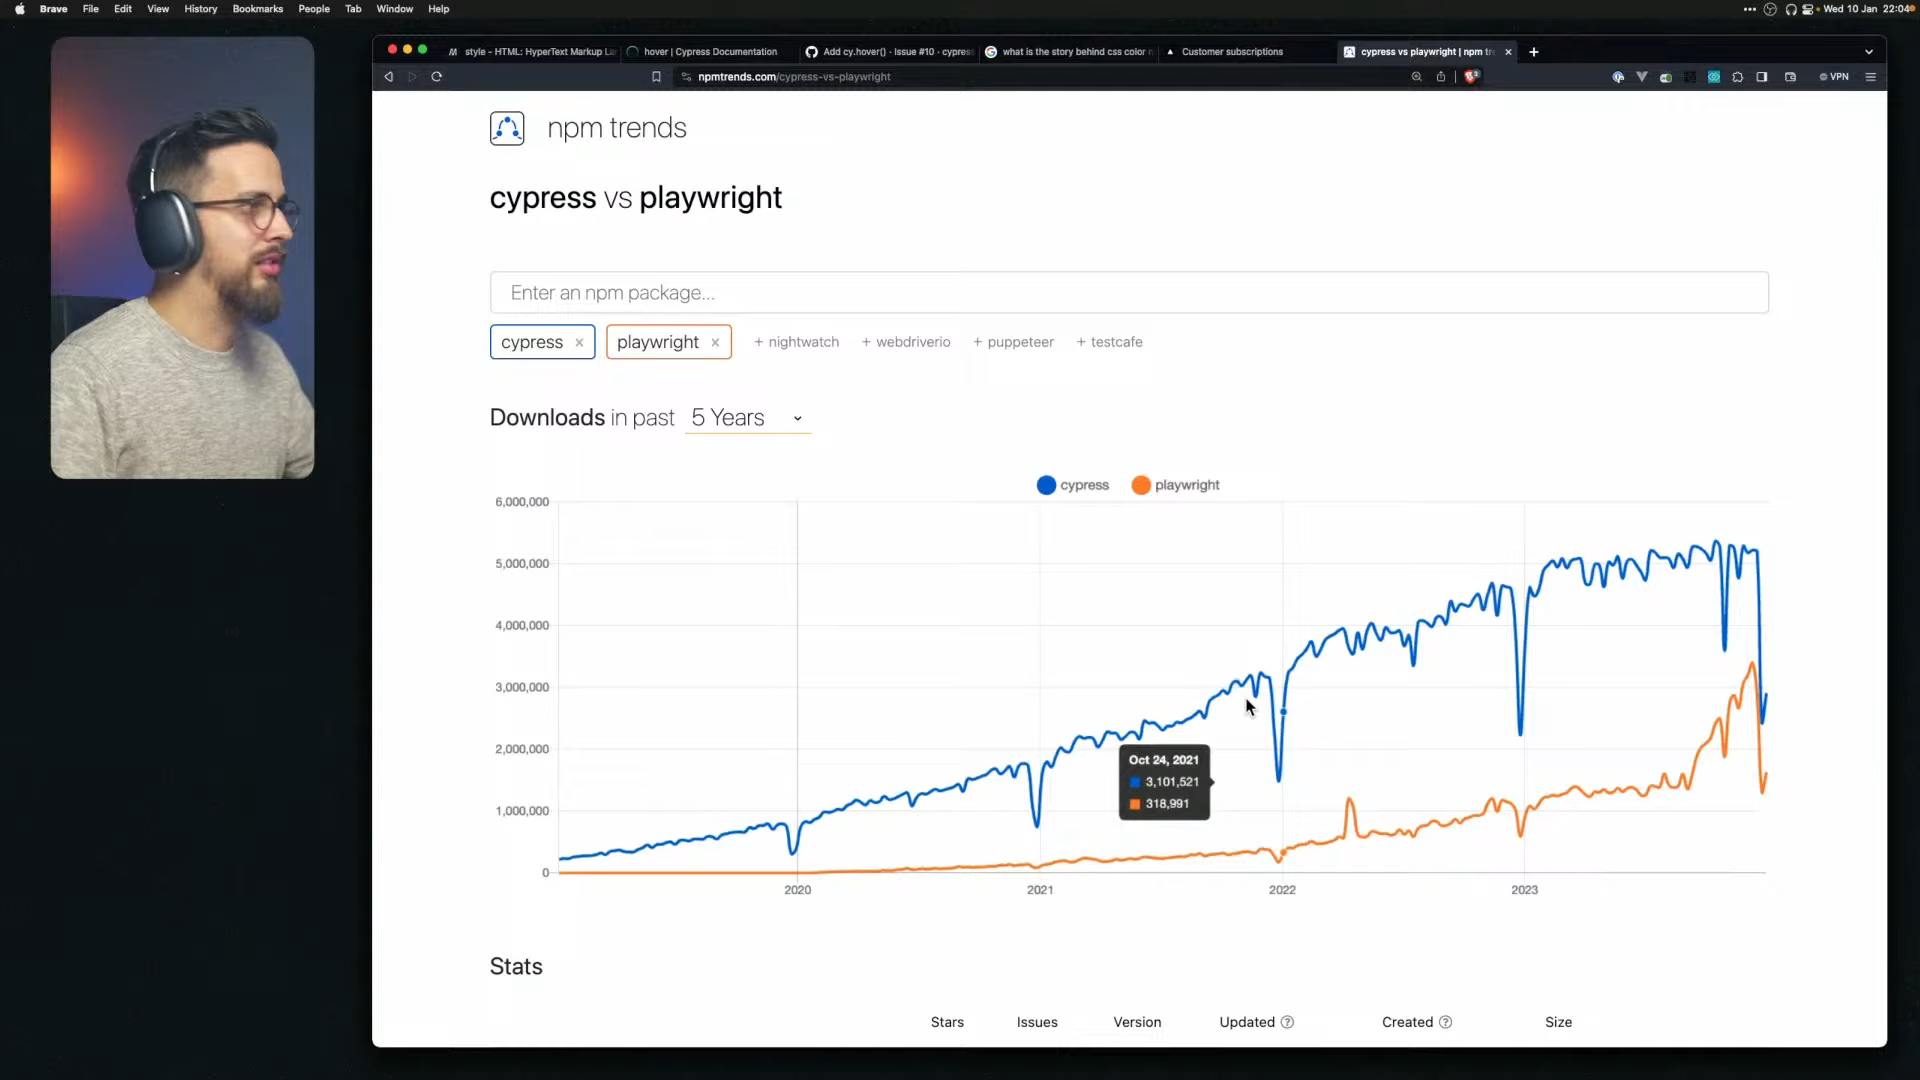 Brave File Edit View History Bookmarks People Tab Window Help
Wed 10 Jan 22:04
style - HTML: HyperText Markup La
hover | Cypress Documentation
Add cy.hover() · Issue #10 · cypres
what is the story behind css color n
Customer subscriptions
cypress vs playwright | npm tr
npmtrends.com/cypress-vs-playwright
VPN
npm trends
cypress vs playwright
Enter an npm package...
cypress × playwright × + nightwatch + webdriverio + puppeteer + testcafe
Downloads in past 5 Years
cypress playwright
6,000,000
5,000,000
4,000,000
3,000,000
2,000,000
1,000,000
0
Oct 24, 2021
3,101,521
318,991
2020 2021 2022 2023
Stats
Stars Issues Version Updated ? Created ? Size